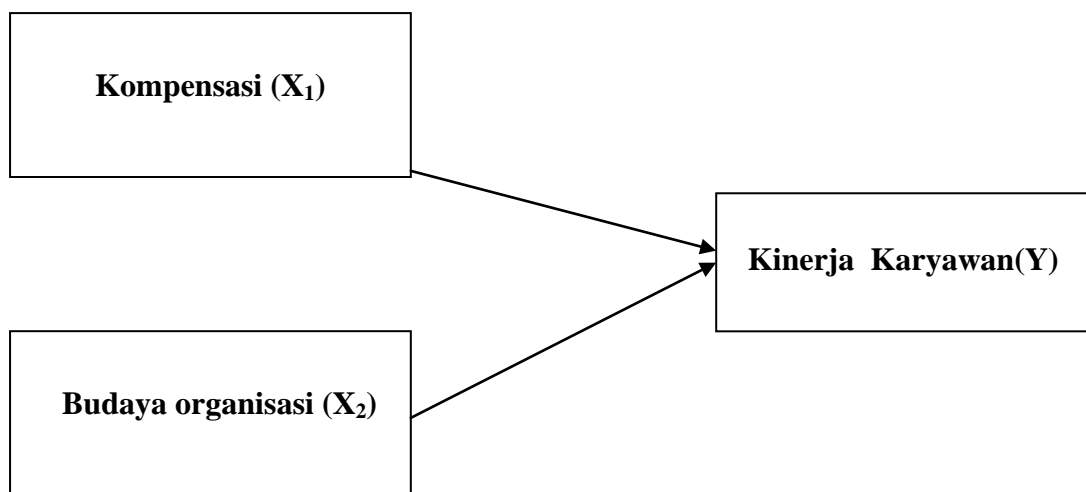 Kompensasi (X₁)
Kinerja Karyawan(Y)
Budaya organisasi (X₂)